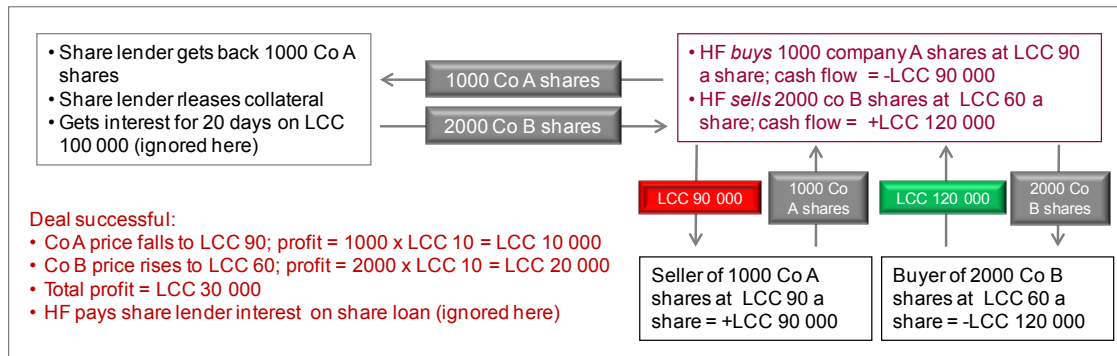 • Share lender gets back 1000 Co A
shares
• Share lender rleases collateral
• Gets interest for 20 days on LCC
100 000 (ignored here)
1000 Co A shares
2000 Co B shares
• HF buys 1000 company A shares at LCC 90
a share; cash flow = -LCC 90 000
• HF sells 2000 co B shares at LCC 60 a
share; cash flow = +LCC 120 000
LCC 90 000
1000 Co
A shares
LCC 120 000
2000 Co
B shares
Deal successful:
• Co A price falls to LCC 90; profit = 1000 x LCC 10 = LCC 10 000
• Co B price rises to LCC 60; profit = 2000 x LCC 10 = LCC 20 000
• Total profit = LCC 30 000
• HF pays share lender interest on share loan (ignored here)
Seller of 1000 Co A
shares at LCC 90 a
share = +LCC 90 000
Buyer of 2000 Co B
shares at LCC 60 a
share = -LCC 120 000